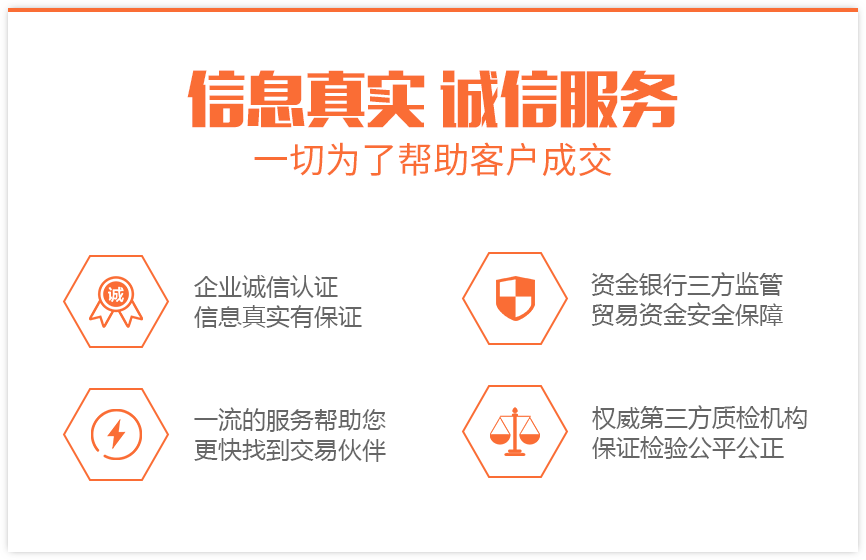 信息真实 诚信服务
一切为了帮助客户成交
诚
企业诚信认证
信息真实有保证
资金银行三方监管
贸易资金安全保障
一流的服务帮助您
更快找到交易伙伴
权威第三方质检机构
保证检验公平公正